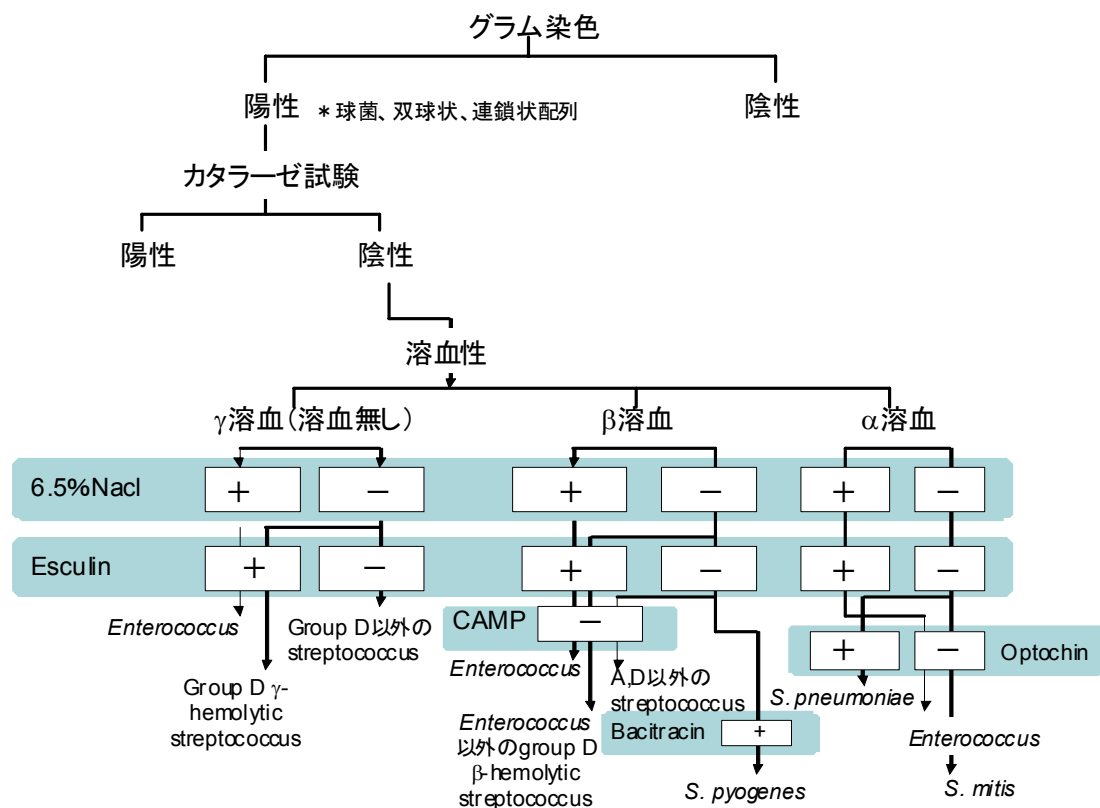 グラム染色
陽性 *球菌、双球状、連鎖状配列 陰性
カタラーゼ試験
陽性 陰性
溶血性
γ溶血(溶血無し) β溶血 α溶血
6.5%Nacl + − + − + −
Esculin + − + − + −
Enterococcus
Group D以外の
streptococcus
Group D γ-
hemolytic
streptococcus
CAMP −
Enterococcus
A,D以外の
streptococcus
Enterococcus
以外のgroup D
β-hemolytic
streptococcus
Bacitracin +
S. pyogenes
+ − Optochin
S. pneumoniae
Enterococcus
S. mitis